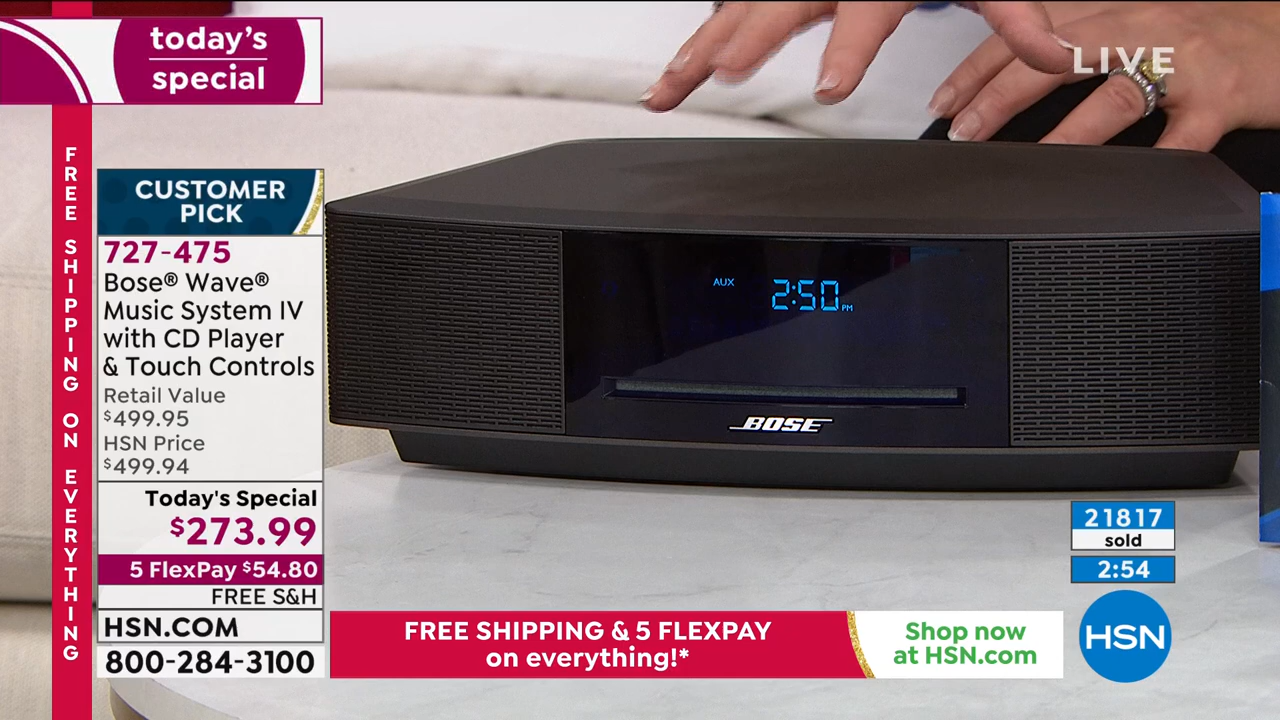 today's
special
LIVE
FREE SHIPPING ON EVERYTHING
CUSTOMER
PICK
727-475
Bose® Wave®
Music System IV
with CD Player
& Touch Controls
Retail Value
$499.95
HSN Price
$499.94
Today's Special
$273.99
5 FlexPay $54.80
FREE S&H
HSN.COM
800-284-3100
AUX 2:50 PM
BOSE
21817
sold
2:54
FREE SHIPPING & 5 FLEXPAY
on everything!*
Shop now
at HSN.com
HSN